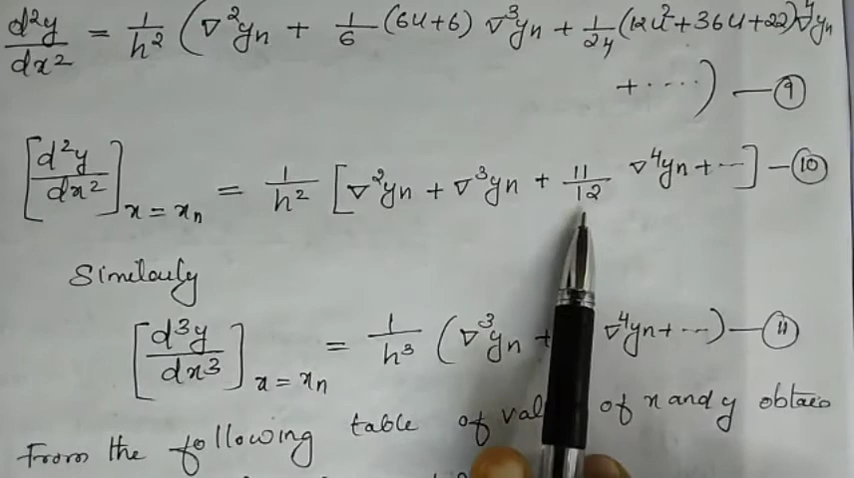 d²y/dx² = 1/h² (∇²yn + 1/6 (6u+6) ∇³yn + 1/24 (12u²+36u+22)∇⁴yn
+ ....) — ⑨
[d²y/dx²]x=xn = 1/h² [∇²yn + ∇³yn + 11/12 ∇⁴yn + ...] — ⑩
Similarly
[d³y/dx³]x=xn = 1/h³ (∇³yn + ∇⁴yn + ...) — ⑪
From the following table of of x and y obtain